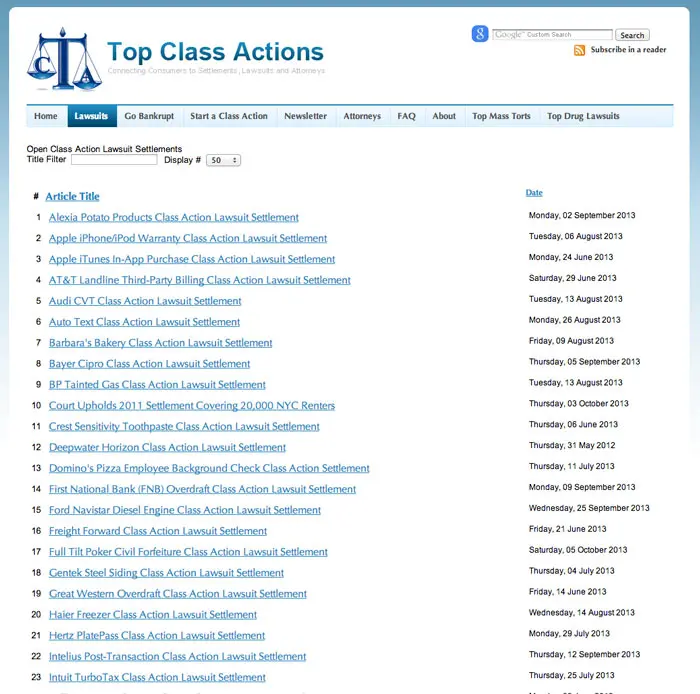 C A
Top Class Actions
Connecting Consumers to Settlements, Lawsuits and Attorneys
8 Google™ Custom Search Search
Subscribe in a reader
Home Lawsuits Go Bankrupt Start a Class Action Newsletter Attorneys FAQ About Top Mass Torts Top Drug Lawsuits
Open Class Action Lawsuit Settlements
Title Filter Display # 50
# Article Title Date
1 Alexia Potato Products Class Action Lawsuit Settlement Monday, 02 September 2013
2 Apple iPhone/iPod Warranty Class Action Lawsuit Settlement Tuesday, 06 August 2013
3 Apple iTunes In-App Purchase Class Action Lawsuit Settlement Monday, 24 June 2013
4 AT&T Landline Third-Party Billing Class Action Lawsuit Settlement Saturday, 29 June 2013
5 Audi CVT Class Action Lawsuit Settlement Tuesday, 13 August 2013
6 Auto Text Class Action Lawsuit Settlement Monday, 26 August 2013
7 Barbara's Bakery Class Action Lawsuit Settlement Friday, 09 August 2013
8 Bayer Cipro Class Action Lawsuit Settlement Thursday, 05 September 2013
9 BP Tainted Gas Class Action Lawsuit Settlement Tuesday, 13 August 2013
10 Court Upholds 2011 Settlement Covering 20,000 NYC Renters Thursday, 03 October 2013
11 Crest Sensitivity Toothpaste Class Action Lawsuit Settlement Thursday, 06 June 2013
12 Deepwater Horizon Class Action Lawsuit Settlement Thursday, 31 May 2012
13 Domino's Pizza Employee Background Check Class Action Settlement Thursday, 11 July 2013
14 First National Bank (FNB) Overdraft Class Action Lawsuit Settlement Monday, 09 September 2013
15 Ford Navistar Diesel Engine Class Action Lawsuit Settlement Wednesday, 25 September 2013
16 Freight Forward Class Action Lawsuit Settlement Friday, 21 June 2013
17 Full Tilt Poker Civil Forfeiture Class Action Lawsuit Settlement Saturday, 05 October 2013
18 Gentek Steel Siding Class Action Lawsuit Settlement Thursday, 04 July 2013
19 Great Western Overdraft Class Action Lawsuit Settlement Friday, 14 June 2013
20 Haier Freezer Class Action Lawsuit Settlement Wednesday, 14 August 2013
21 Hertz PlatePass Class Action Lawsuit Settlement Monday, 29 July 2013
22 Intelius Post-Transaction Class Action Lawsuit Settlement Thursday, 12 September 2013
23 Intuit TurboTax Class Action Lawsuit Settlement Thursday, 25 July 2013